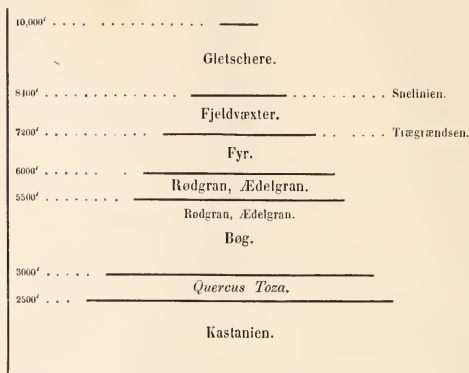 10,000'
Gletschere.
8400' Snelinien.
Fjeldvæxter.
7200' Trægrændsen.
Fyr.
6000'
Rødgran, Ædelgran.
5500'
Rødgran, Ædelgran.
Bøg.
3000'
Quercus Toza.
2500'
Kastanien.